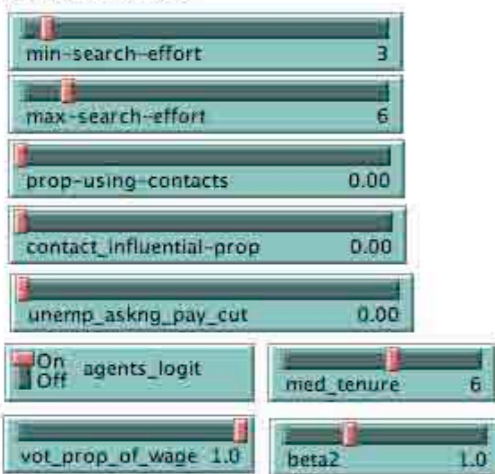 min-search-effort 3
max-search-effort 6
prop-using-contacts 0.00
contact_influential-prop 0.00
unemp_askng_pay_cut 0.00
On
Off agents_logit
med_tenure 6
vot_prop_of_wage 1.0
beta2 1.0